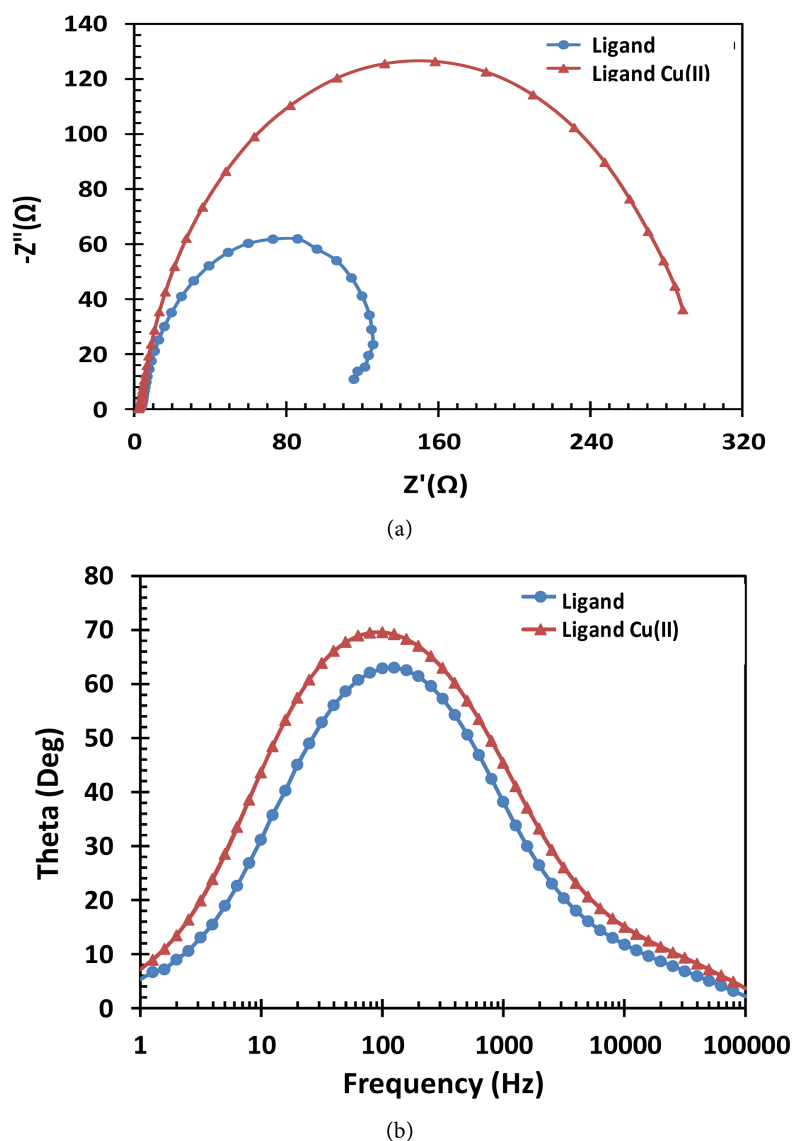 140
120
100
80
60
40
20
0
-Z"(Ω)
Ligand
Ligand Cu(II)
0 80 160 240 320
Z'(Ω)
(a)
80
70
60
50
40
30
20
10
0
Theta (Deg)
Ligand
Ligand Cu(II)
1 10 100 1000 10000 100000
Frequency (Hz)
(b)